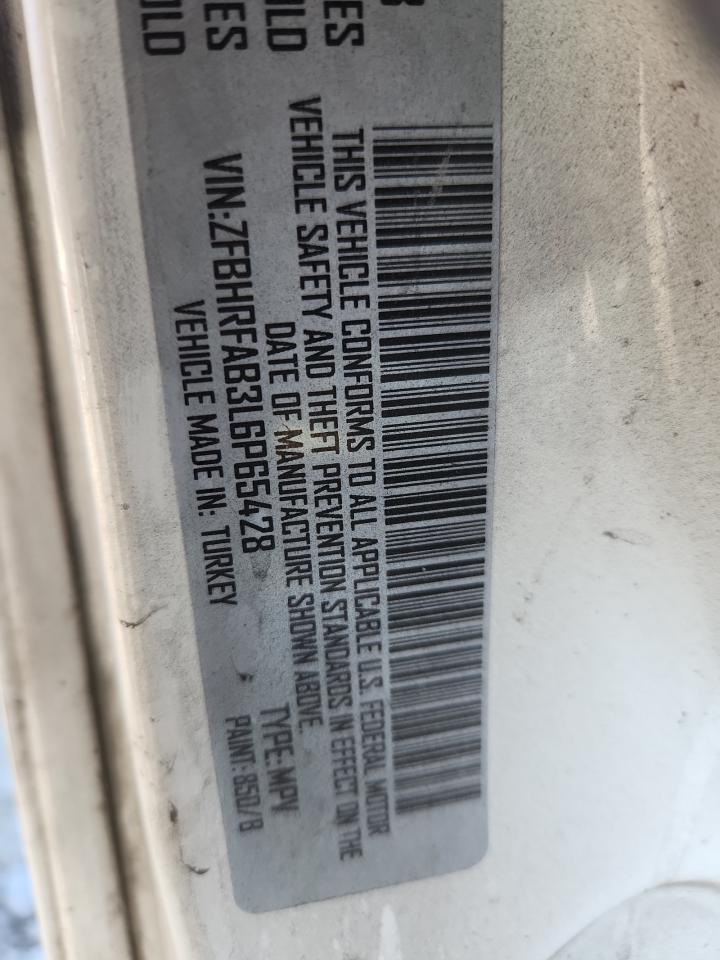 THIS VEHICLE CONFORMS TO ALL APPLICABLE U.S. FEDERAL MOTOR
VEHICLE SAFETY AND THEFT PREVENTION STANDARDS IN EFFECT ON THE
DATE OF MANUFACTURE SHOWN ABOVE.
VIN:ZFBHRFAB3L6P65428 TYPE:MPV
VEHICLE MADE IN: TURKEY PAINT: 850/B